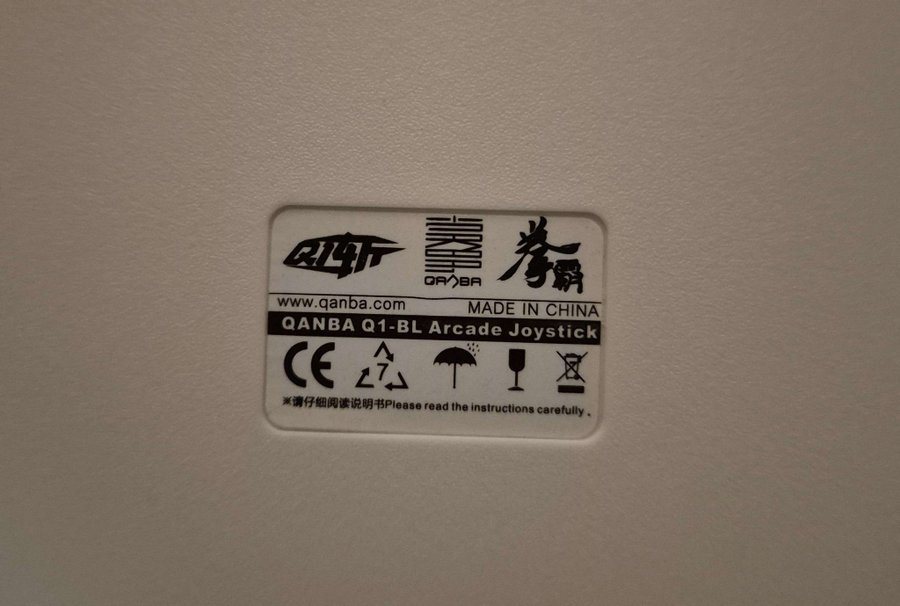 QANBA
拳霸
www.qanba.com
MADE IN CHINA
QANBA Q1-BL Arcade Joystick
CE
7
※请仔细阅读说明书Please read the instructions carefully、